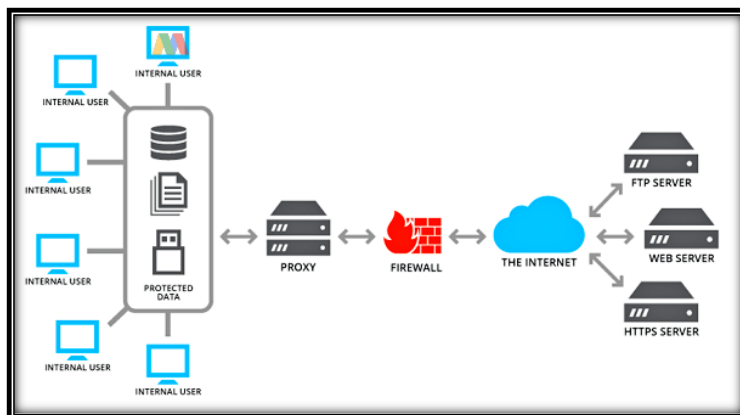 INTERNAL USER
INTERNAL USER
INTERNAL USER
INTERNAL USER
INTERNAL USER
INTERNAL USER
PROTECTED
DATA
PROXY
FIREWALL
THE INTERNET
FTP SERVER
WEB SERVER
HTTPS SERVER